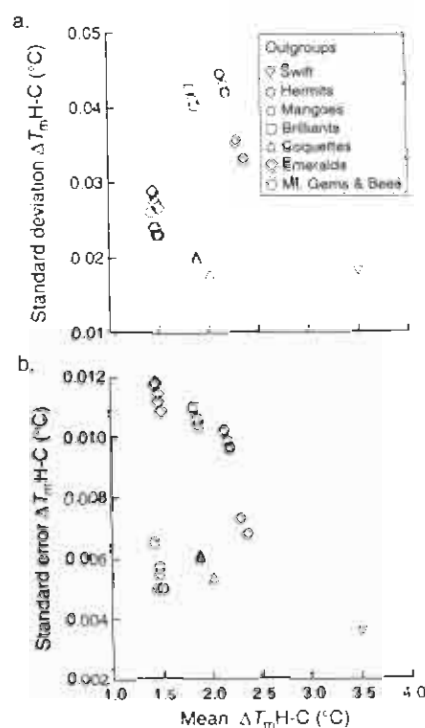 a.
0.05
0.04
0.03
0.02
0.01
Standard deviation ΔTmH-C (°C)
Outgroups
Swift
Hermits
Mangoes
Brilliants
Coquettes
Emeralds
Mt. Gems & Bees
b.
0.012
0.010
0.008
0.006
0.004
0.002
Standard error ΔTmH-C (°C)
1.0 1.5 2.0 2.5 3.0 3.5 4.0
Mean ΔTmH-C (°C)